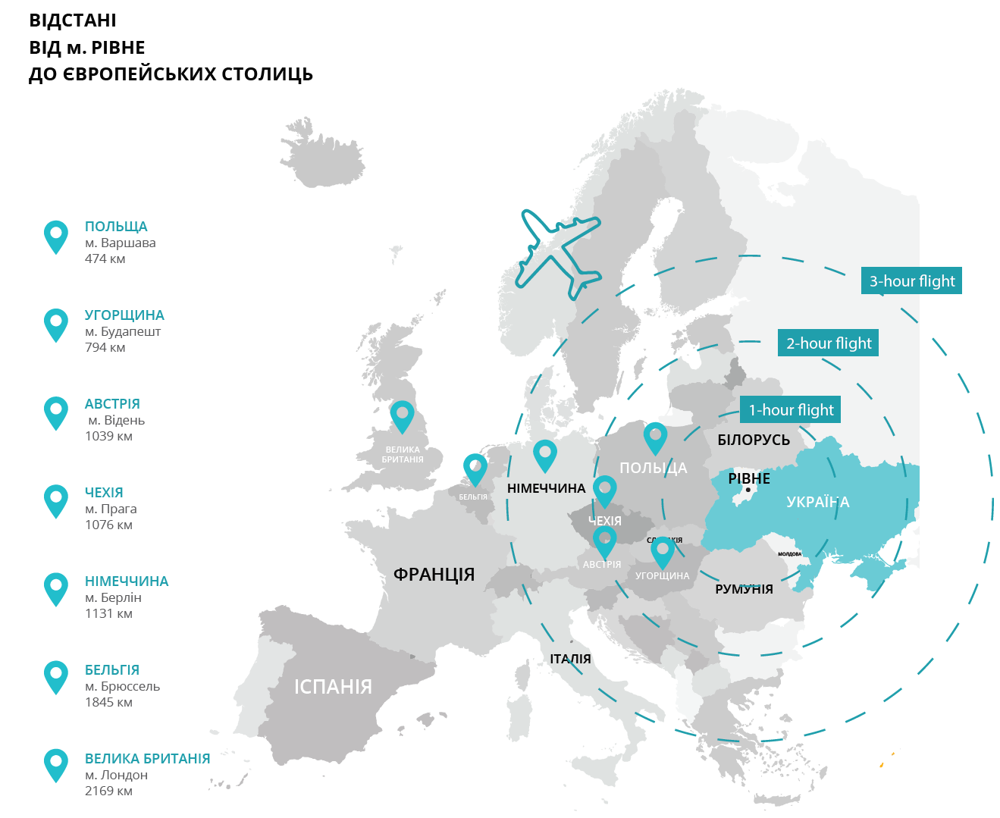 ВІДСТАНІ
ВІД м. РІВНЕ
ДО ЄВРОПЕЙСЬКИХ СТОЛИЦЬ
ПОЛЬЩА
м. Варшава
474 км
УГОРЩИНА
м. Будапешт
794 км
АВСТРІЯ
м. Відень
1039 км
ЧЕХІЯ
м. Прага
1076 км
НІМЕЧЧИНА
м. Берлін
1131 км
БЕЛЬГІЯ
м. Брюссель
1845 км
ВЕЛИКА БРИТАНІЯ
м. Лондон
2169 км
3-hour flight
2-hour flight
1-hour flight
БІЛОРУСЬ
ВЕЛИКА
БРИТАНІЯ
ПОЛЬЩА
РІВНЕ
НІМЕЧЧИНА
БЕЛЬГІЯ
УКРАЇНА
ЧЕХІЯ
МОЛДОВА
АВСТРІЯ
ФРАНЦІЯ
УГОРЩИНА
РУМУНІЯ
ІТАЛІЯ
ІСПАНІЯ